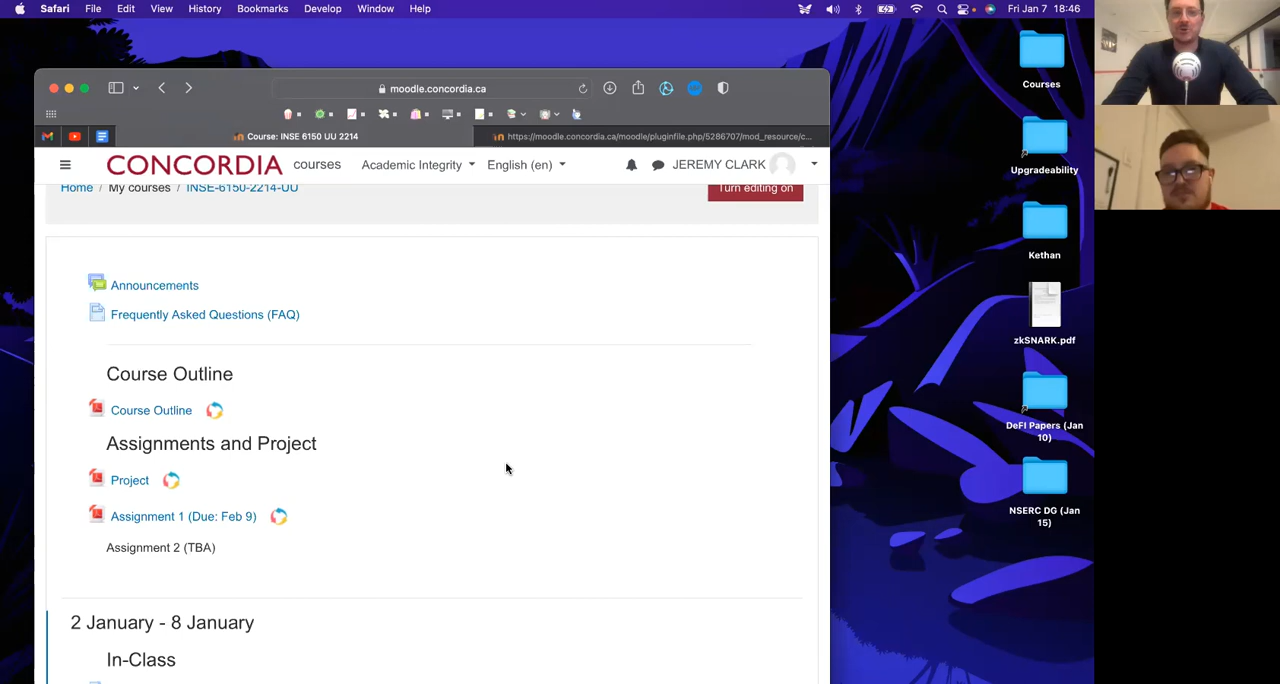 Safari File Edit View History Bookmarks Develop Window Help
Fri Jan 7 18:46
moodle.concordia.ca
Course: INSE 6150 UU 2214
https://moodle.concordia.ca/moodle/pluginfile.php/5286707/mod_resource/c...
CONCORDIA courses Academic Integrity English (en) JEREMY CLARK
Home / My courses / INSE-6150-2214-UU
Turn editing on
Announcements
Frequently Asked Questions (FAQ)
Course Outline
Course Outline
Assignments and Project
Project
Assignment 1 (Due: Feb 9)
Assignment 2 (TBA)
2 January - 8 January
In-Class
Courses
Upgradeability
Kethan
zkSNARK.pdf
DeFI Papers (Jan
10)
NSERC DG (Jan
15)